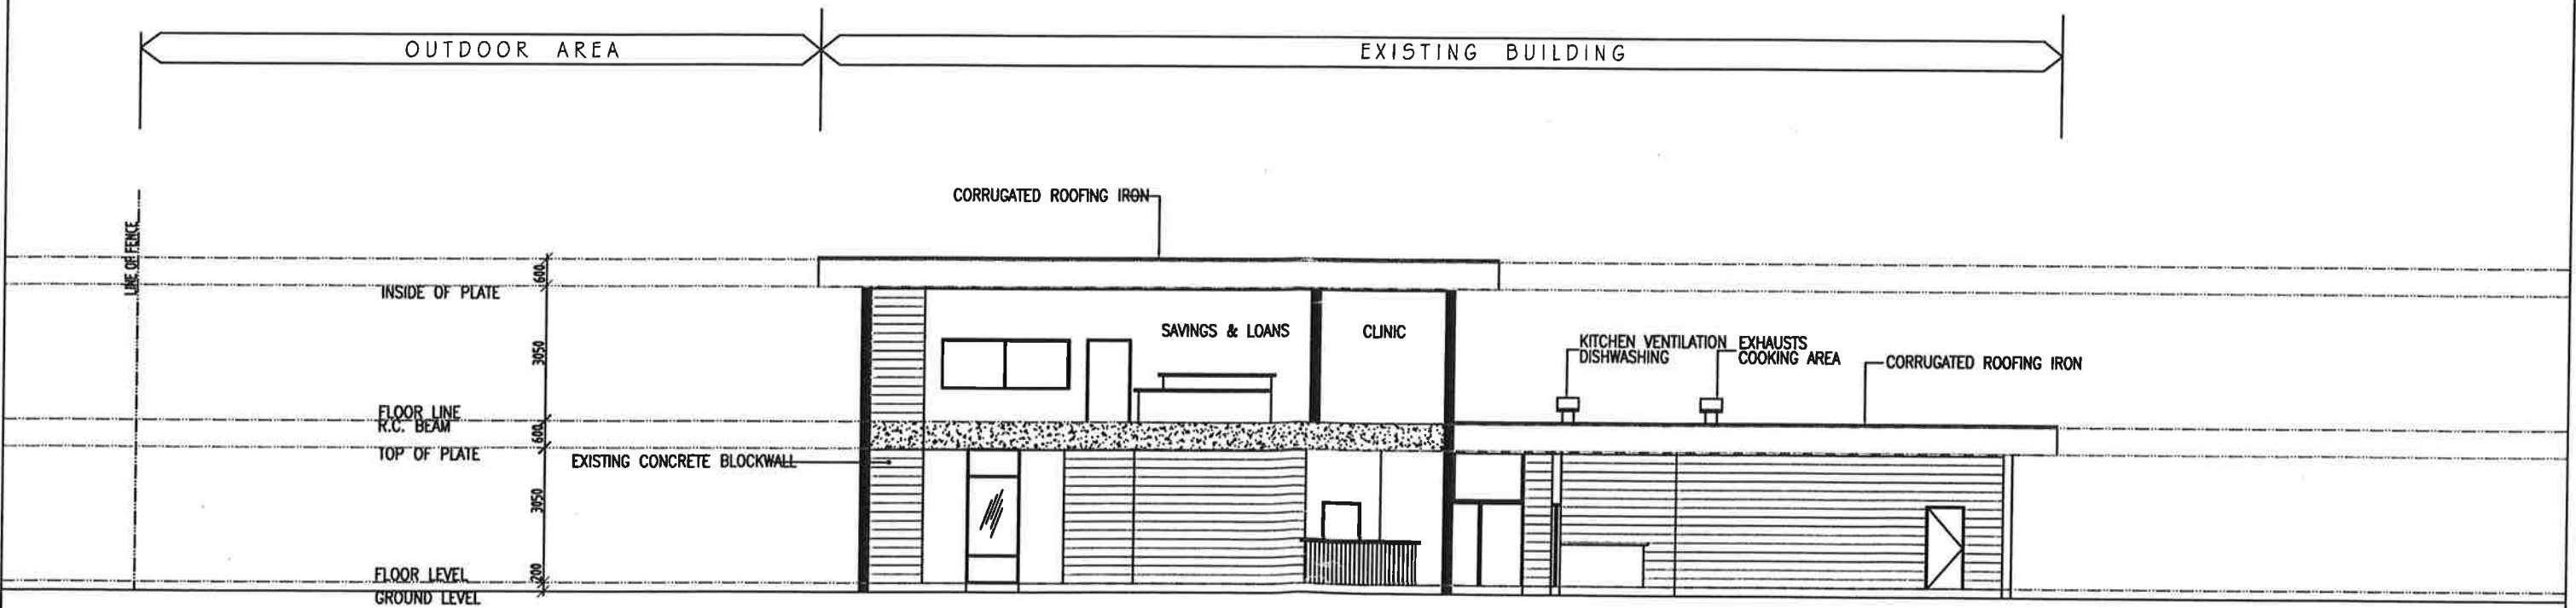 OUTDOOR AREA
EXISTING BUILDING
CORRUGATED ROOFING IRON
LINE OF FENCE
600
INSIDE OF PLATE
3050
SAVINGS & LOANS
CLINIC
KITCHEN VENTILATION
DISHWASHING
EXHAUSTS
COOKING AREA
CORRUGATED ROOFING IRON
FLOOR LINE
R.C. BEAM
600
TOP OF PLATE
EXISTING CONCRETE BLOCKWALL
3050
FLOOR LEVEL
200
GROUND LEVEL